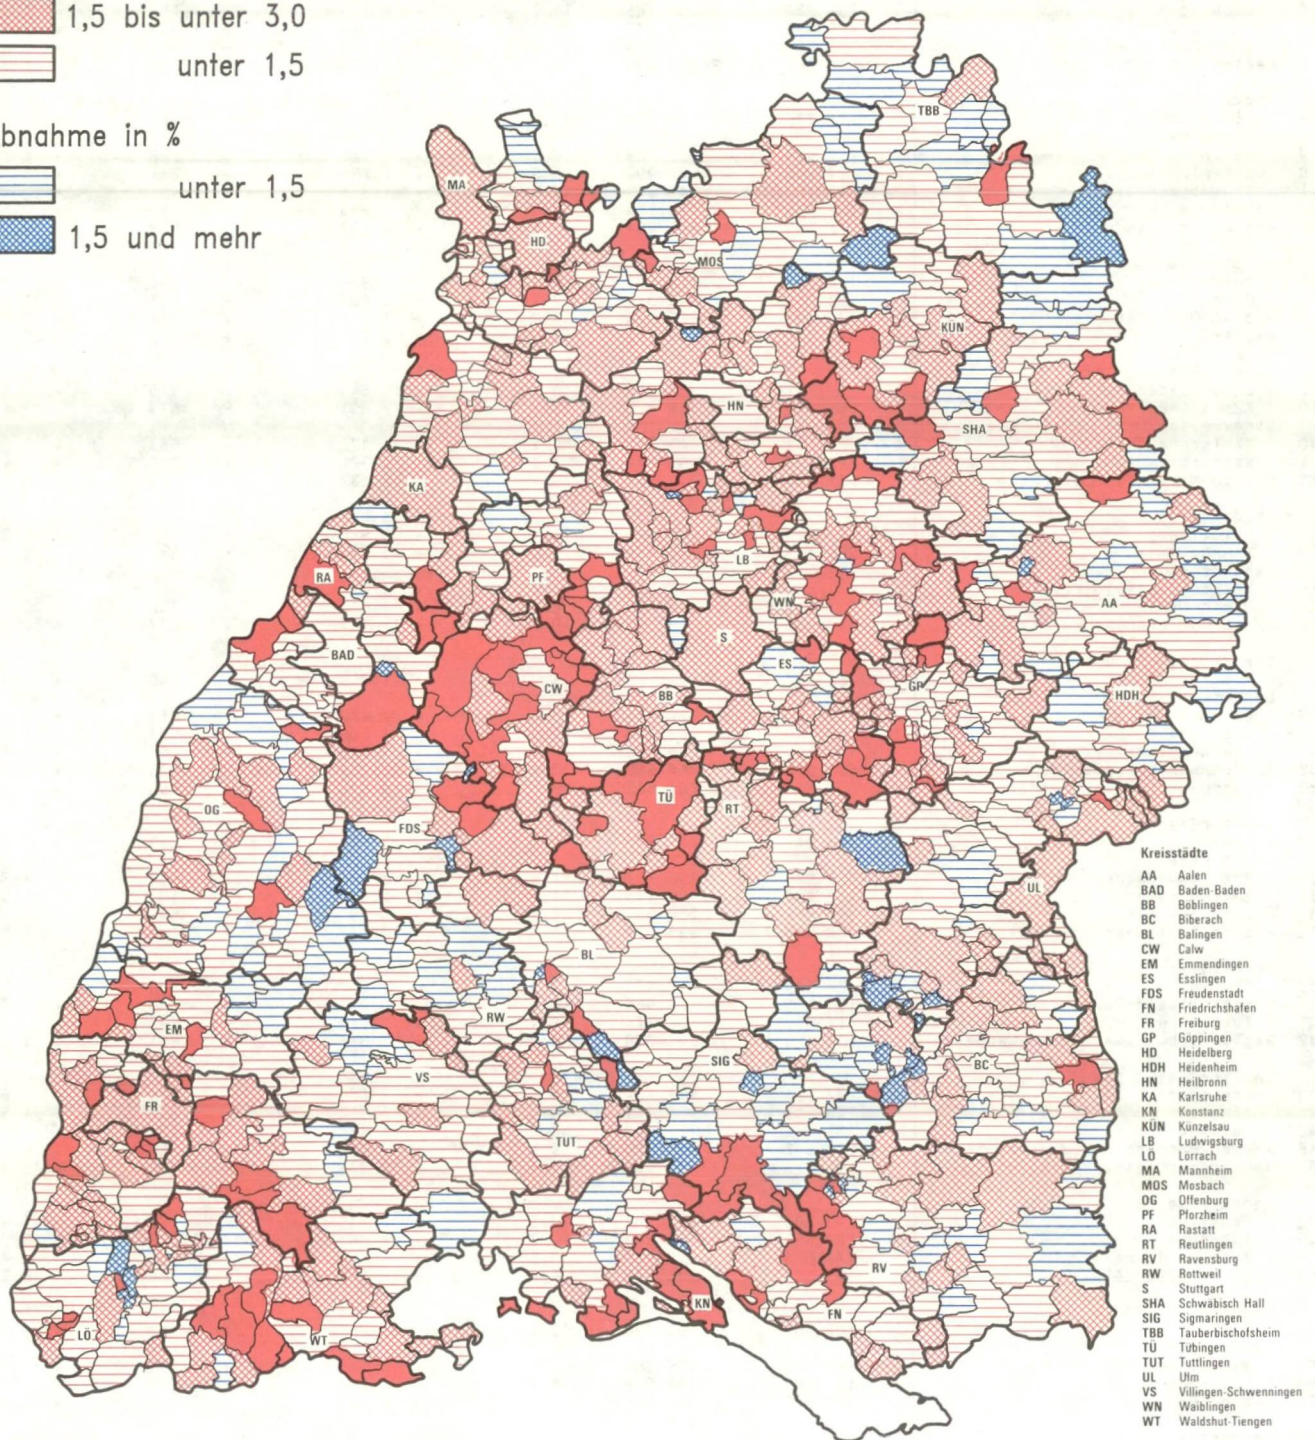 1,5 bis unter 3,0
unter 1,5
bnahme in %
unter 1,5
1,5 und mehr
TBB
MA
HD
MOS
KÜN
HN
SHA
KA
LB
RA
PF
AA
WN
S
BAD
ES
CW
BB
GP
HDH
TÜ
RT
OG
FDS
UL
BL
RW
EM
SIG
BC
VS
FR
TUT
RV
KN
FN
LÖ
WT
Kreisstädte
AA Aalen
BAD Baden-Baden
BB Böblingen
BC Biberach
BL Balingen
CW Calw
EM Emmendingen
ES Esslingen
FDS Freudenstadt
FN Friedrichshafen
FR Freiburg
GP Göppingen
HD Heidelberg
HDH Heidenheim
HN Heilbronn
KA Karlsruhe
KN Konstanz
KÜN Künzelsau
LB Ludwigsburg
LÖ Lörrach
MA Mannheim
MOS Mosbach
OG Offenburg
PF Pforzheim
RA Rastatt
RT Reutlingen
RV Ravensburg
RW Rottweil
S Stuttgart
SHA Schwäbisch Hall
SIG Sigmaringen
TBB Tauberbischofsheim
TÜ Tübingen
TUT Tuttlingen
UL Ulm
VS Villingen-Schwenningen
WN Waiblingen
WT Waldshut-Tiengen